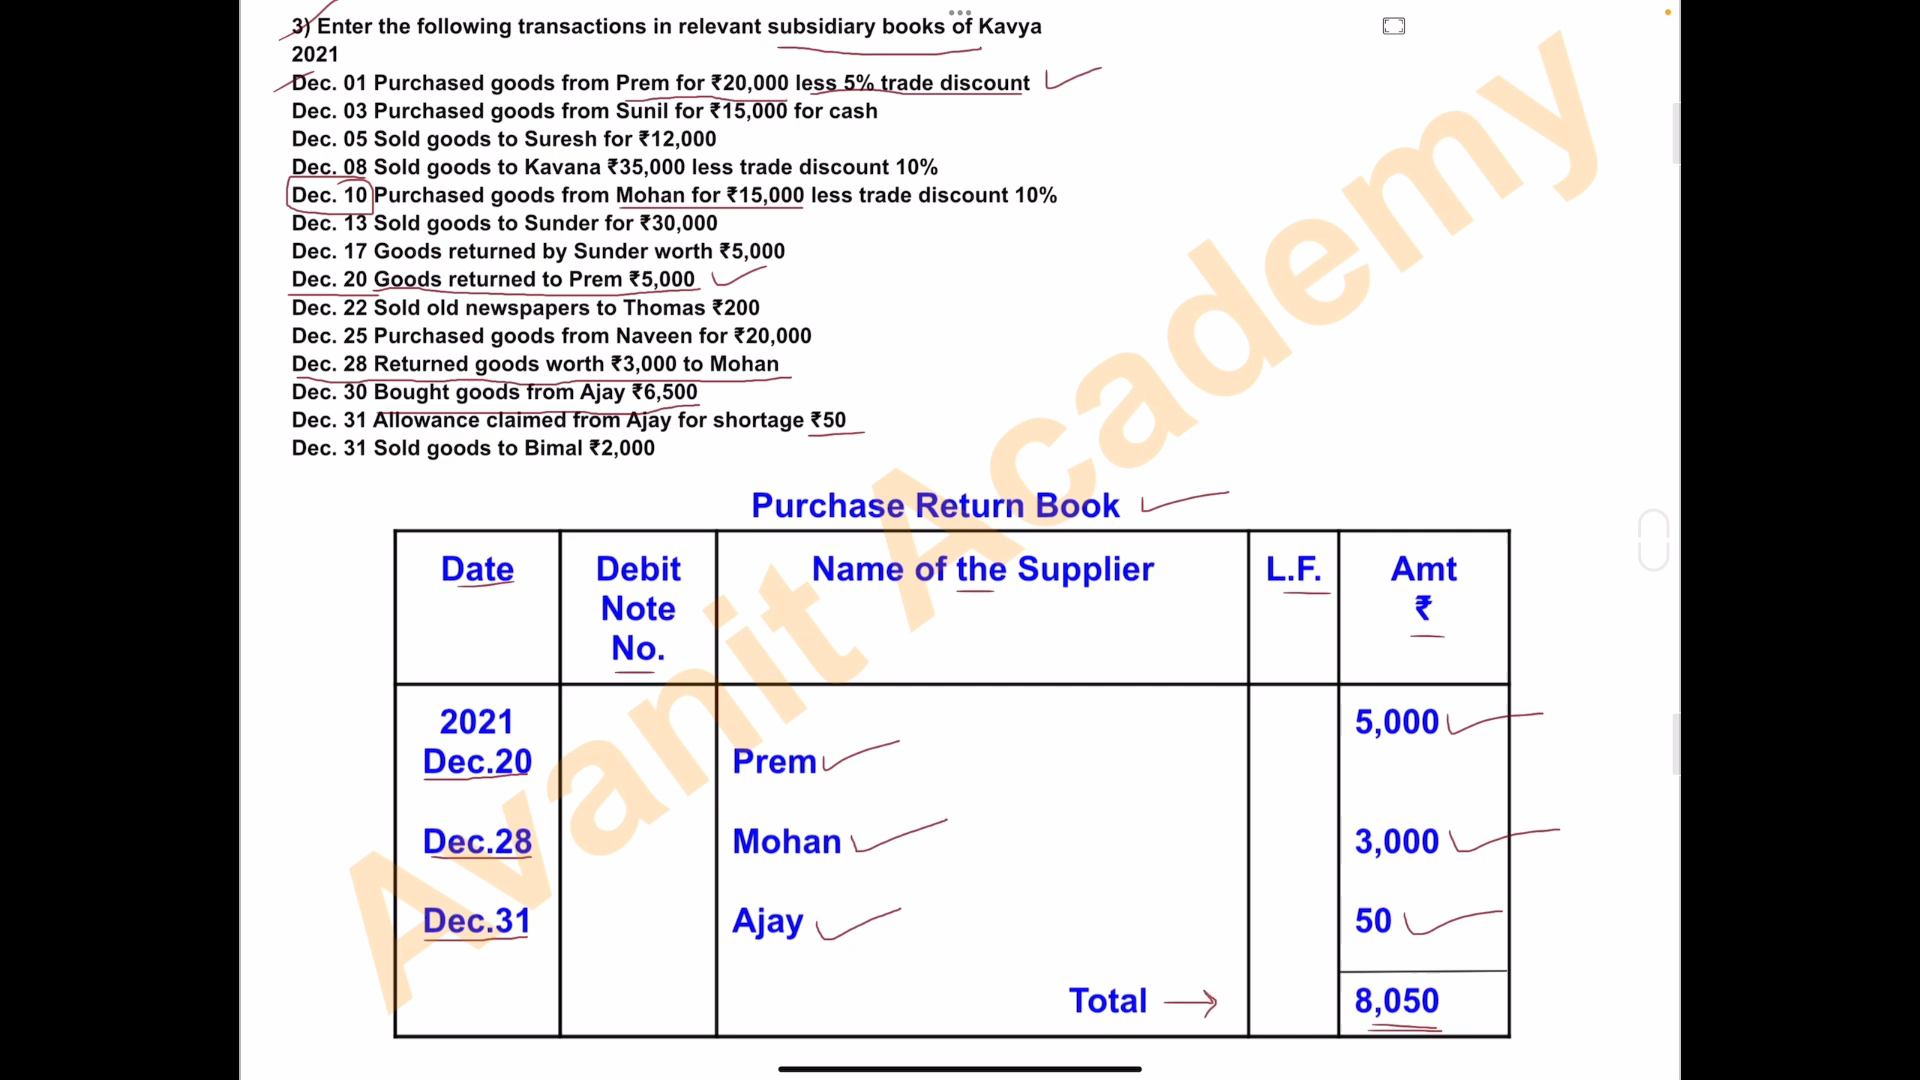 3) Enter the following transactions in relevant subsidiary books of Kavya
2021
Dec. 01 Purchased goods from Prem for ₹20,000 less 5% trade discount
Dec. 03 Purchased goods from Sunil for ₹15,000 for cash
Dec. 05 Sold goods to Suresh for ₹12,000
Dec. 08 Sold goods to Kavana ₹35,000 less trade discount 10%
Dec. 10 Purchased goods from Mohan for ₹15,000 less trade discount 10%
Dec. 13 Sold goods to Sunder for ₹30,000
Dec. 17 Goods returned by Sunder worth ₹5,000
Dec. 20 Goods returned to Prem ₹5,000
Dec. 22 Sold old newspapers to Thomas ₹200
Dec. 25 Purchased goods from Naveen for ₹20,000
Dec. 28 Returned goods worth ₹3,000 to Mohan
Dec. 30 Bought goods from Ajay ₹6,500
Dec. 31 Allowance claimed from Ajay for shortage ₹50
Dec. 31 Sold goods to Bimal ₹2,000
Purchase Return Book
Date Debit Note No. Name of the Supplier L.F. Amt ₹
2021 5,000
Dec.20 Prem
Dec.28 Mohan 3,000
Dec.31 Ajay 50
Total 8,050
Avanit Academy